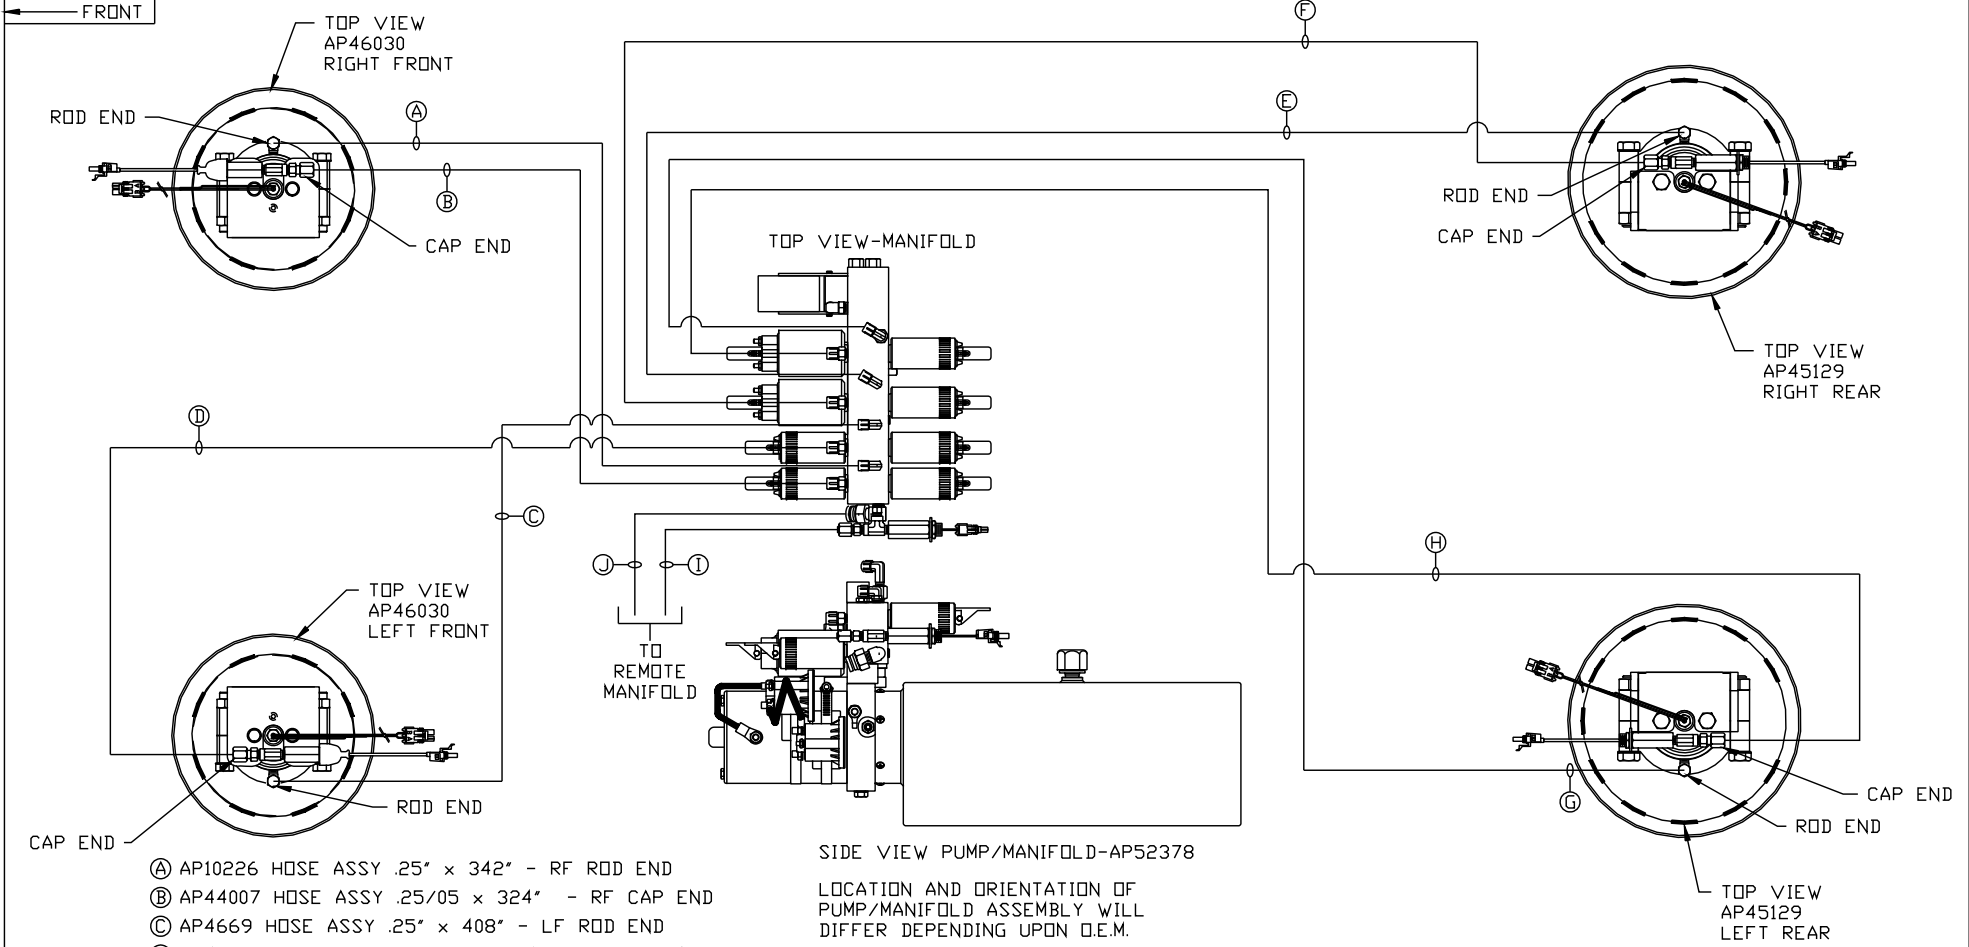 FRONT
TOP VIEW
AP46030
RIGHT FRONT
F
ROD END
A
E
B
CAP END
ROD END
CAP END
TOP VIEW-MANIFOLD
TOP VIEW
AP45129
RIGHT REAR
D
C
H
J
I
TOP VIEW
AP46030
LEFT FRONT
TO
REMOTE
MANIFOLD
ROD END
CAP END
G
CAP END
ROD END
SIDE VIEW PUMP/MANIFOLD-AP52378
LOCATION AND ORIENTATION OF
PUMP/MANIFOLD ASSEMBLY WILL
DIFFER DEPENDING UPON O.E.M.
TOP VIEW
AP45129
LEFT REAR
A AP10226 HOSE ASSY .25" x 342" - RF ROD END
B AP44007 HOSE ASSY .25/05 x 324" - RF CAP END
C AP4669 HOSE ASSY .25" x 408" - LF ROD END